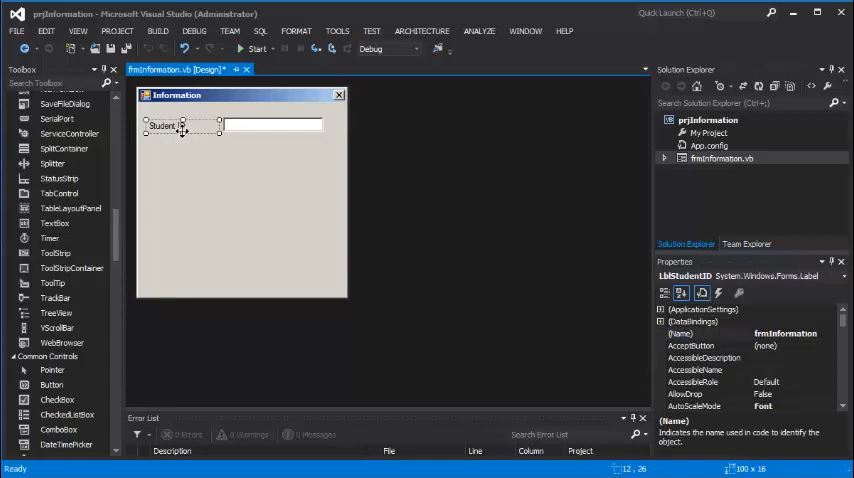 prjInformation - Microsoft Visual Studio (Administrator)
Quick Launch (Ctrl+Q)
FILE EDIT VIEW PROJECT BUILD DEBUG TEAM SQL FORMAT TOOLS TEST ARCHITECTURE ANALYZE WINDOW HELP
Start Debug
Toolbox
Search Toolbox
SaveFileDialog
SerialPort
ServiceController
SplitContainer
Splitter
StatusStrip
TabControl
TableLayoutPanel
TextBox
Timer
ToolStrip
ToolStripContainer
ToolTip
TrackBar
TreeView
VScrollBar
WebBrowser
Common Controls
Pointer
Button
CheckBox
CheckedListBox
ComboBox
DateTimePicker
frmInformation.vb [Design]*
Information
Student
Error List
0 Errors 0 Warnings 0 Messages
Search Error List
Description File Line Column Project
Solution Explorer
Search Solution Explorer (Ctrl+;)
prjInformation
My Project
App.config
frmInformation.vb
Solution Explorer Team Explorer
Properties
LblStudentID System.Windows.Forms.Label
(ApplicationSettings)
(DataBindings)
(Name) frmInformation
AcceptButton (none)
AccessibleDescription
AccessibleName
AccessibleRole Default
AllowDrop False
AutoScaleMode Font
(Name)
Indicates the name used in code to identify the
object.
Ready
12 , 26
100 x 16